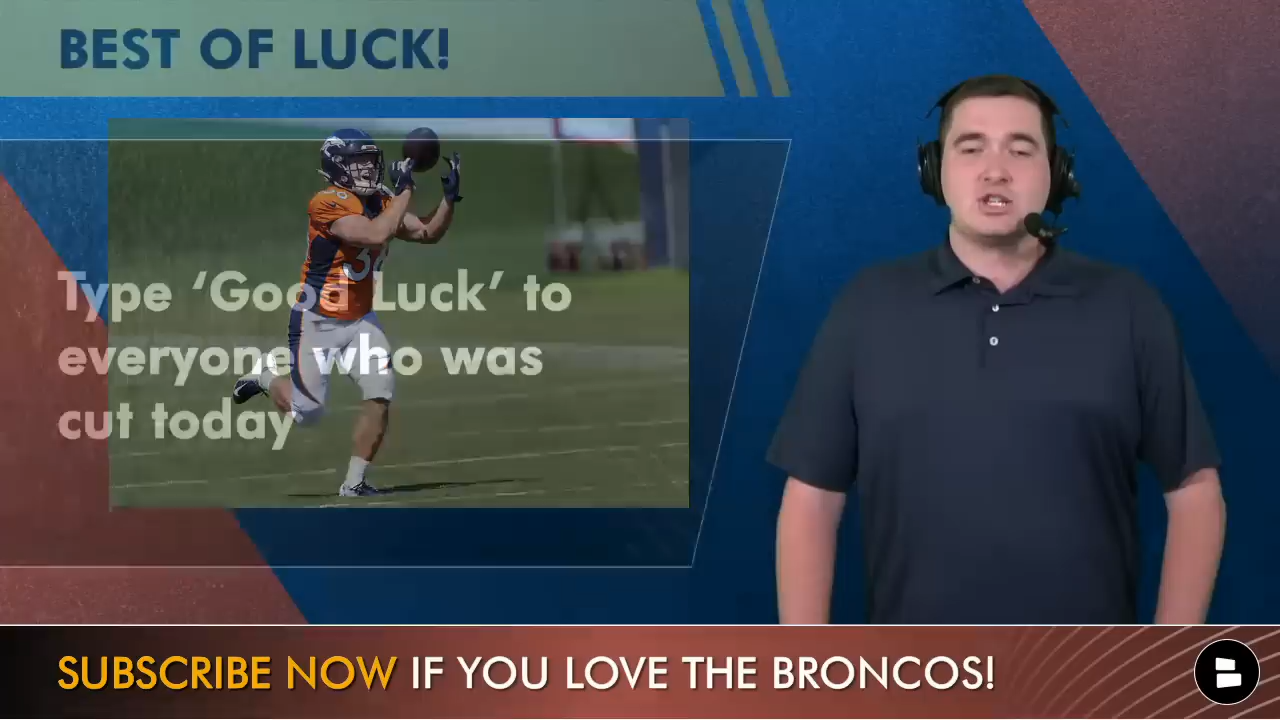 BEST OF LUCK!
Type ‘Good Luck’ to
everyone who was
cut today
SUBSCRIBE NOW IF YOU LOVE THE BRONCOS!